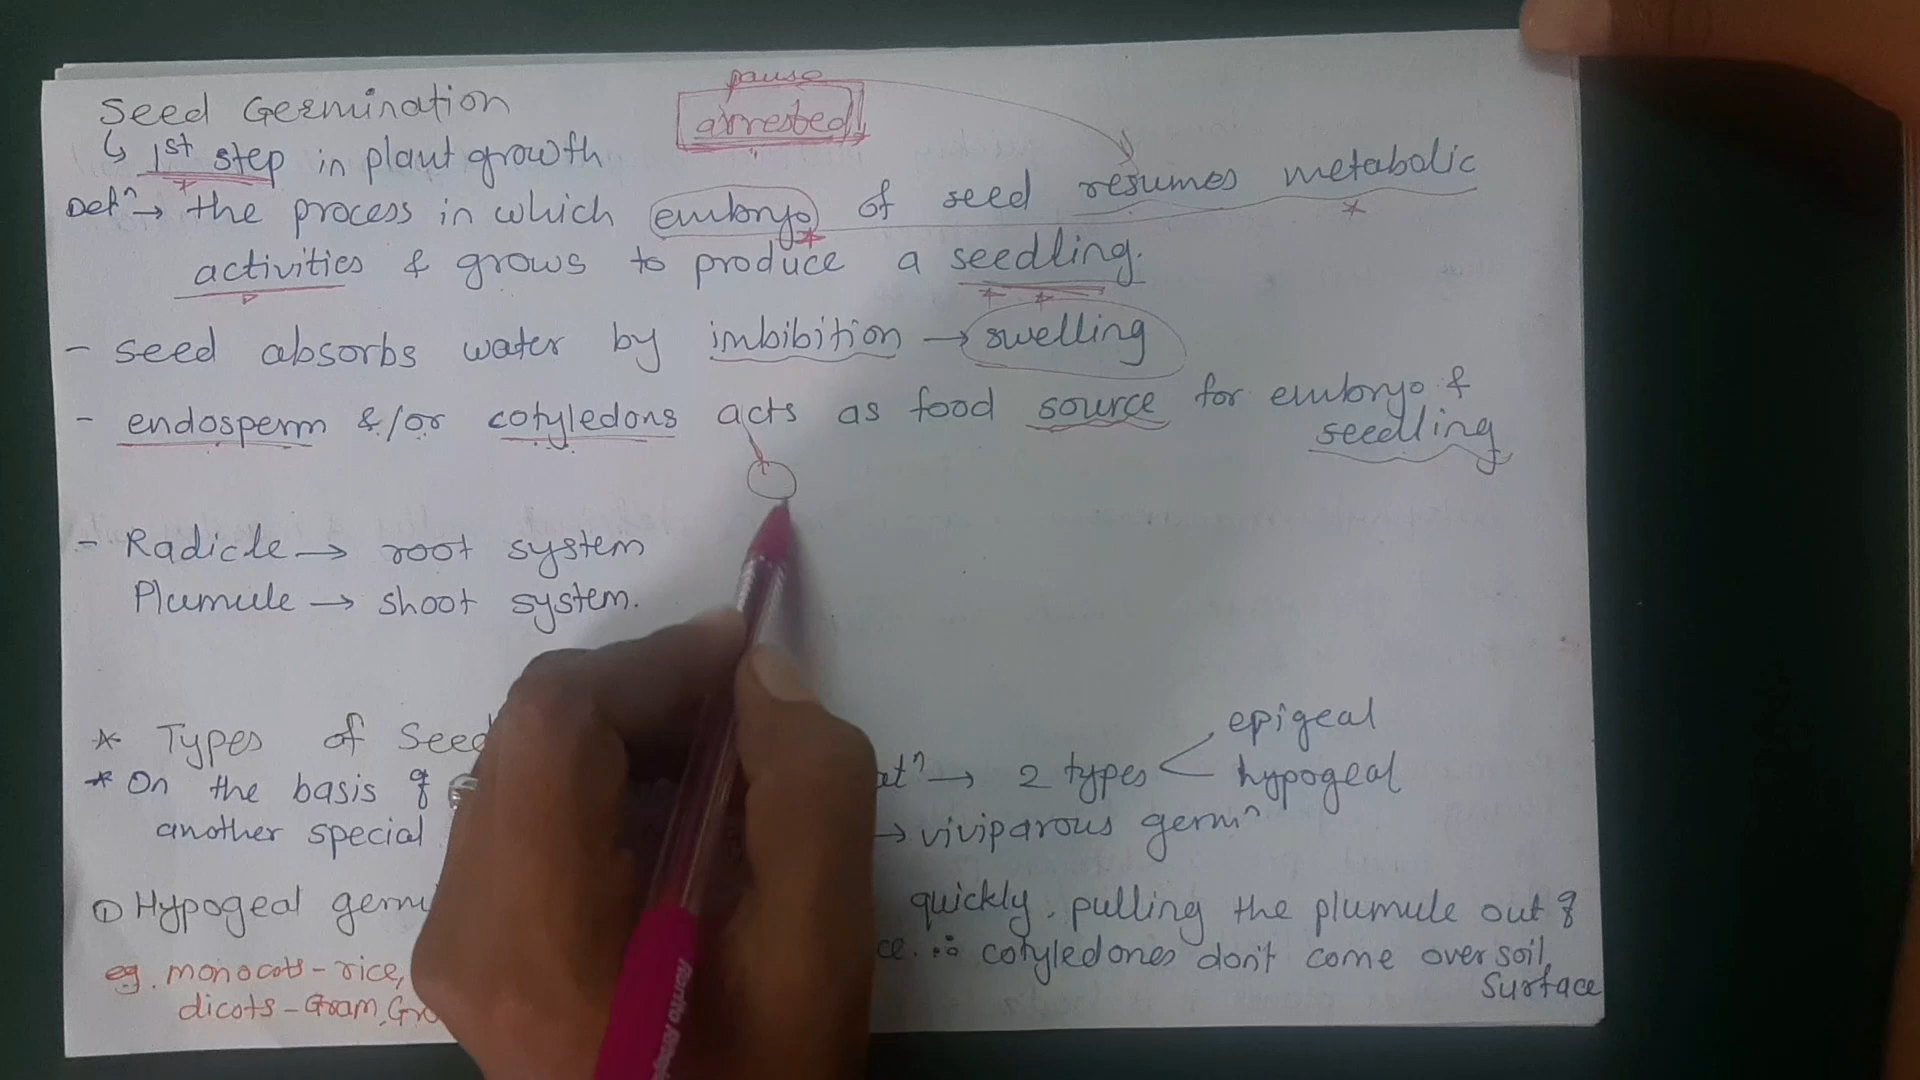 pause
Seed Germination
arrested
↳ 1st step in plant growth
Defⁿ → the process in which embryo of seed resumes metabolic
activities & grows to produce a seedling.
- seed absorbs water by imbibition → swelling
- endosperm &/or cotyledons acts as food source for embryo &
seedling
- Radicle → root system
Plumule → shoot system.
* Types of Seed
* On the basis of → 2 types < epigeal
hypogeal
another special → viviparous germⁿ
① Hypogeal quickly. pulling the plumule out of
∴ cotyledones don't come over soil
surface
eg. monocots - rice,
dicots - Gram,